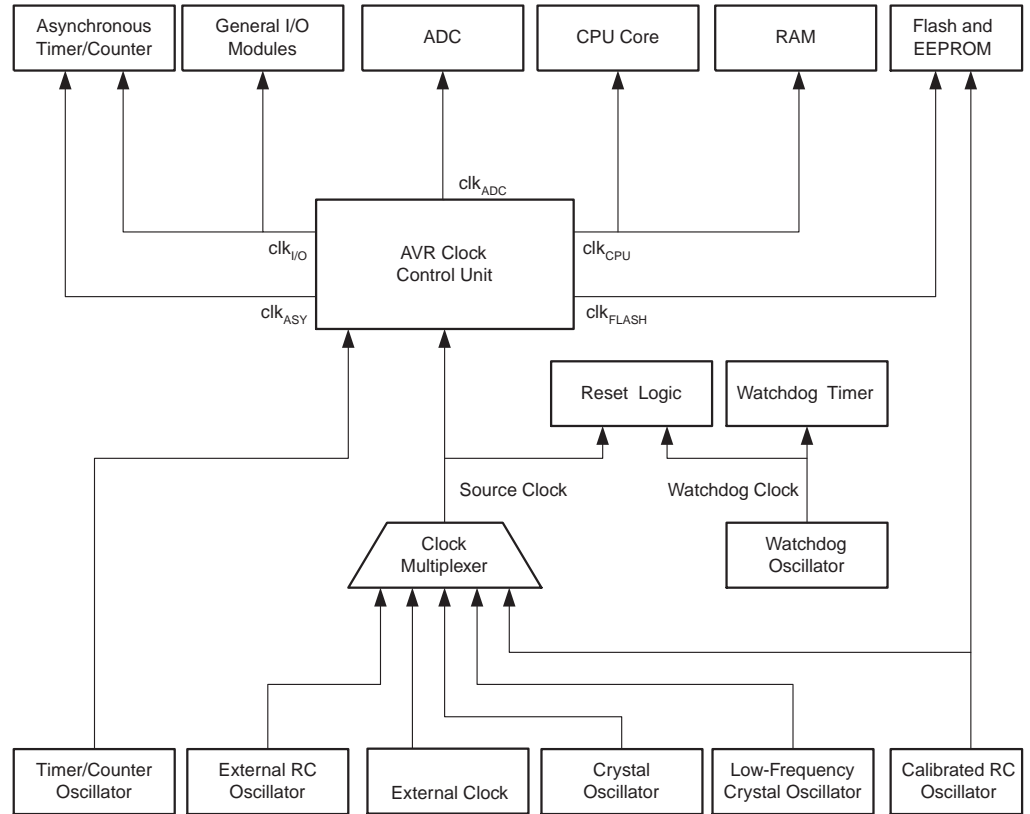 Asynchronous
Timer/Counter
General I/O
Modules
ADC
CPU Core
RAM
Flash and
EEPROM
clkADC
clkI/O
AVR Clock
Control Unit
clkCPU
clkASY
clkFLASH
Reset Logic
Watchdog Timer
Source Clock
Watchdog Clock
Clock
Multiplexer
Watchdog
Oscillator
Timer/Counter
Oscillator
External RC
Oscillator
External Clock
Crystal
Oscillator
Low-Frequency
Crystal Oscillator
Calibrated RC
Oscillator